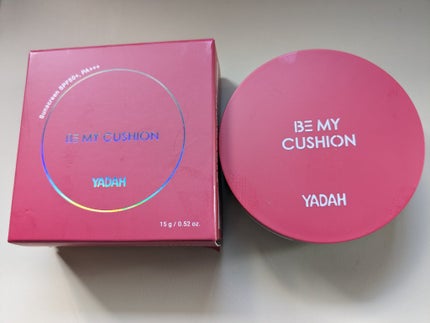 Sunscreen SPF50+, PA+++
BE MY CUSHION
YADAH
15 g / 0.52 oz.
BE MY
CUSHION
YADAH